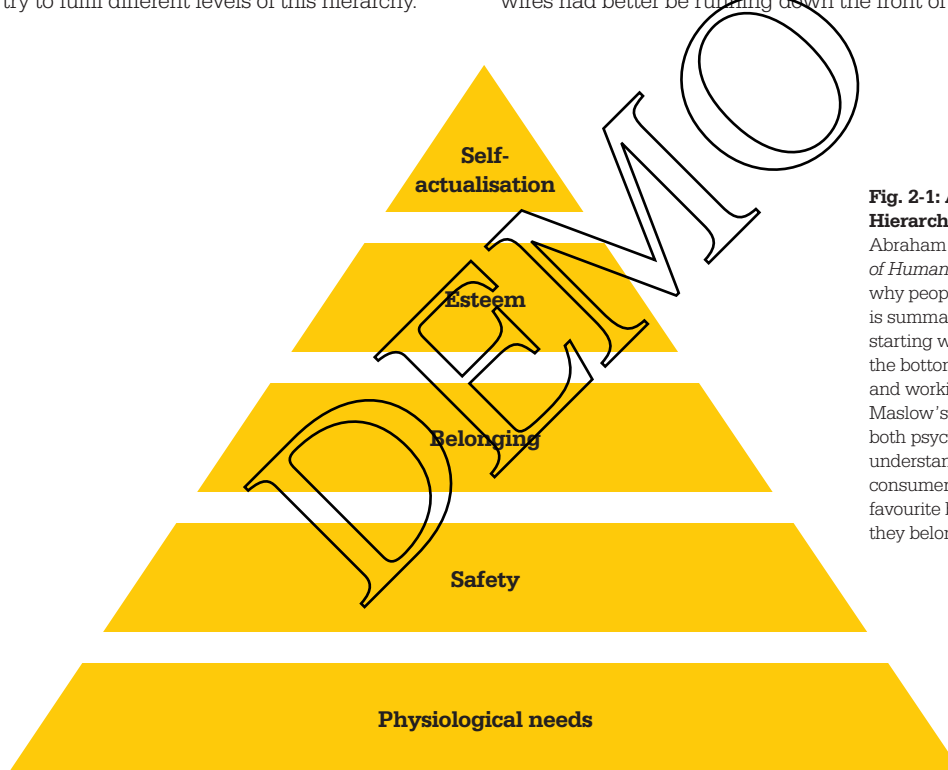 try to fulfil different levels of this hierarchy.
wires had better be running down the front of
Self-
actualisation
Esteem
Belonging
Safety
Physiological needs
Fig. 2-1:
Hierarch
Abraham
of Human
why peop
is summa
starting w
the bottor
and worki
Maslow's
both psyc
understan
consumer
favourite
they belor
DEMO